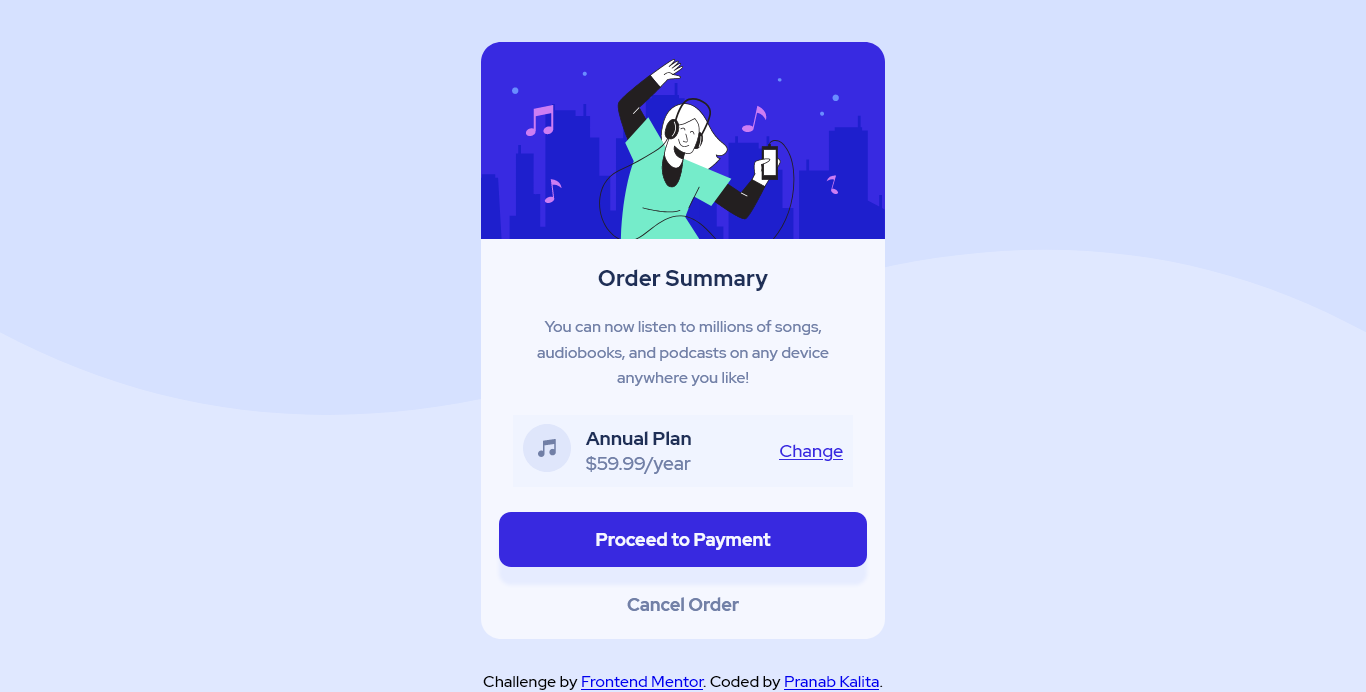 Order Summary
You can now listen to millions of songs,
audiobooks, and podcasts on any device
anywhere you like!
Annual Plan
$59.99/year
Change
Proceed to Payment
Cancel Order
Challenge by Frontend Mentor. Coded by Pranab Kalita.